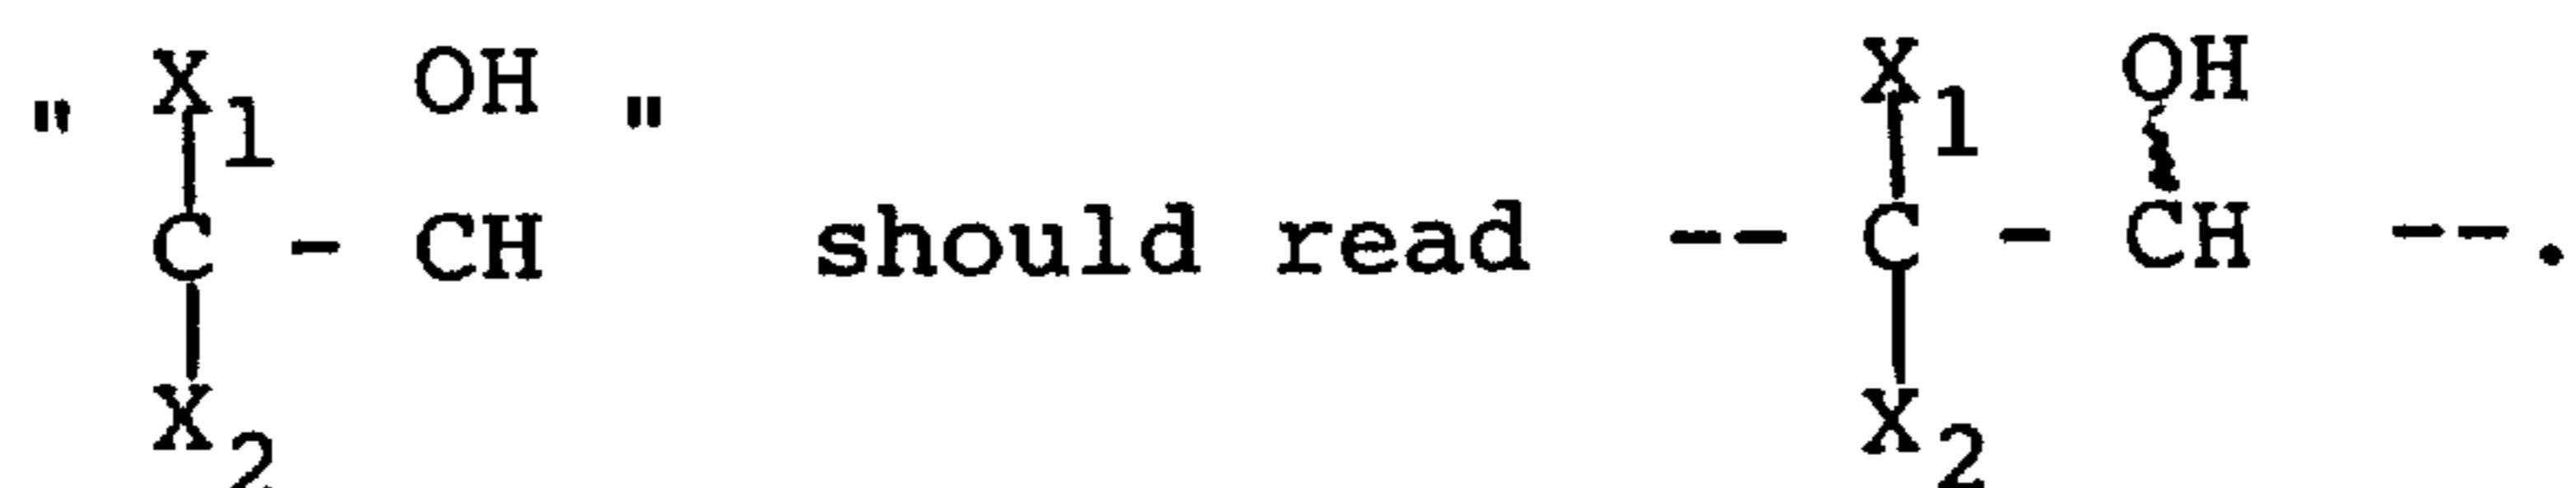 " X1 OH " X1 OH
C - CH should read -- C - CH --.
X2 X2